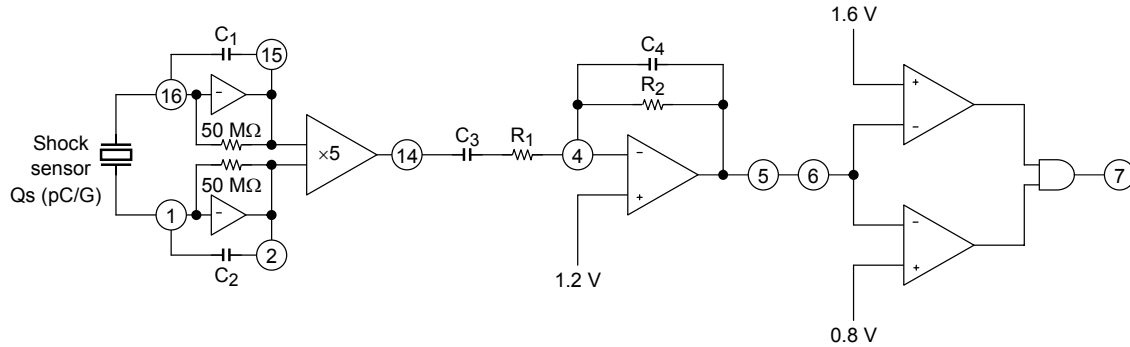 C1
15
16
-
50 MΩ
Shock
sensor
Qs (pC/G)
50 MΩ
1
-
C2
2
×5
14
C3
R1
4
C4
R2
-
+
1.2 V
5
6
1.6 V
+
-
-
+
0.8 V
7